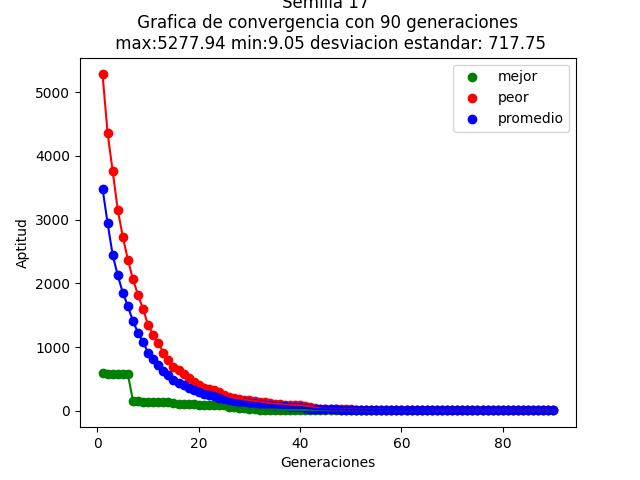 Semilla 17
Grafica de convergencia con 90 generaciones
max:5277.94 min:9.05 desviacion estandar: 717.75
mejor
peor
promedio
Aptitud
5000
4000
3000
2000
1000
0
0 20 40 60 80
Generaciones